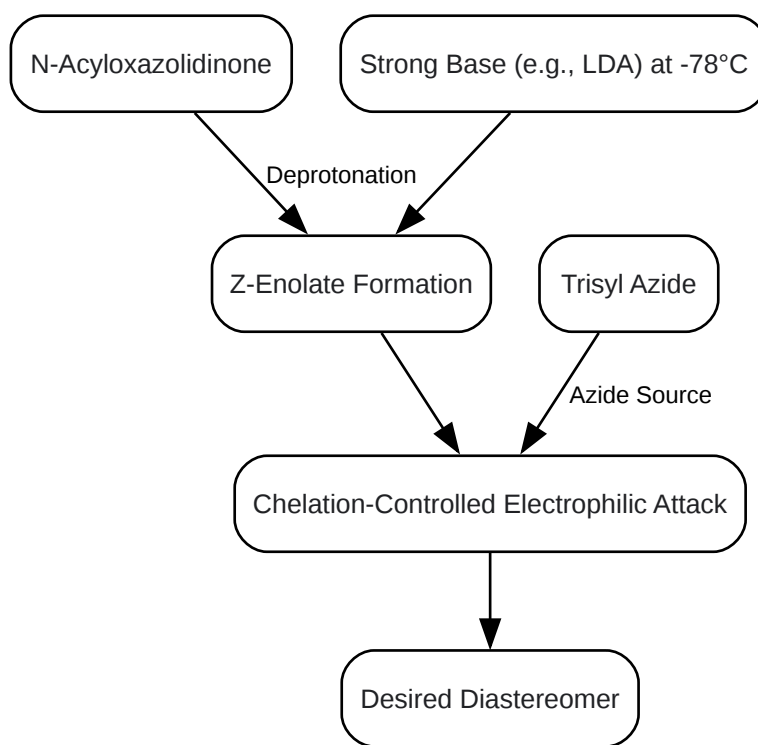 N-Acyloxazolidinone
Strong Base (e.g., LDA) at -78°C
Deprotonation
Z-Enolate Formation
Trisyl Azide
Azide Source
Chelation-Controlled Electrophilic Attack
Desired Diastereomer